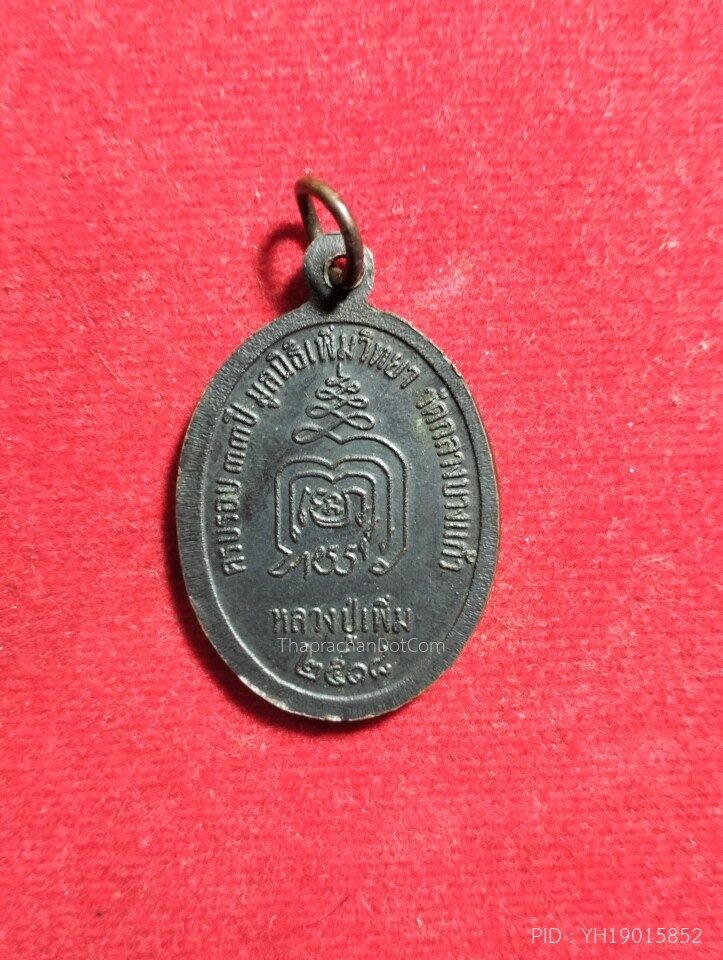 ครบรอบ ๓๓ ปี มูลนิธิเพิ่มวิทยา วัดกลางบางแก้ว
หลวงปู่เพิ่ม
ThaprachanDotCom
๒๕๑๘
PID : YH19015852